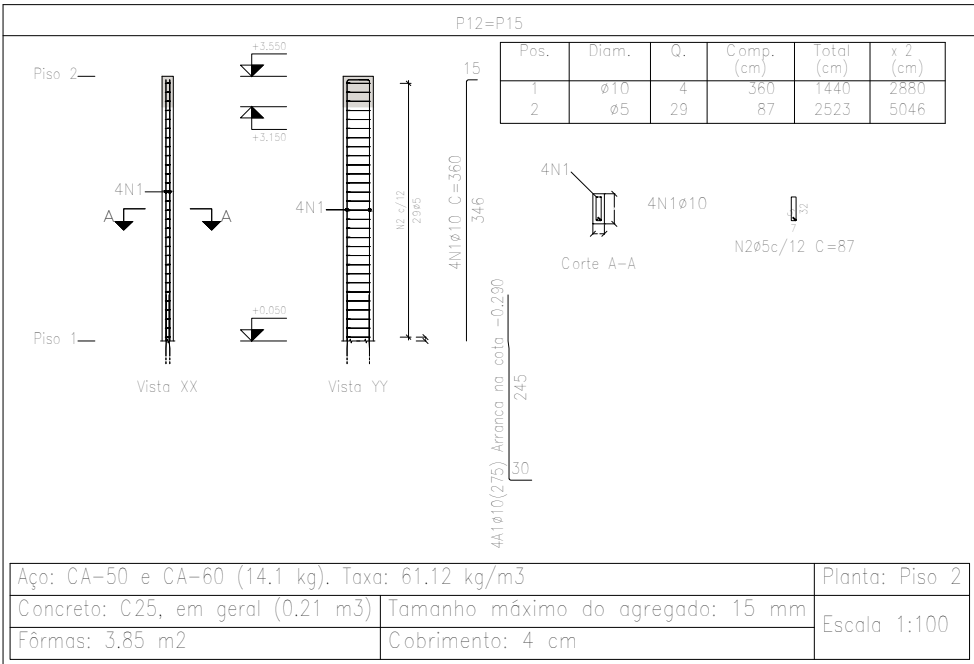 P12=P15
Pos. Diam. Q. Comp. (cm) Total (cm) x 2 (cm)
1 ø10 4 360 1440 2880
2 ø5 29 87 2523 5046
Piso 2
+3.550
+3.150
15
4N1
A A
4N1
N2 c/12
29ø5
4N1ø10 C=360
346
4N1
4N1ø10
Corte A-A
32
7
N2ø5c/12 C=87
Piso 1
+0.050
Vista XX
Vista YY
4A1ø10(275) Arranca na cota -0.290
245
30
Aço: CA-50 e CA-60 (14.1 kg). Taxa: 61.12 kg/m3
Planta: Piso 2
Concreto: C25, em geral (0.21 m3)
Tamanho máximo do agregado: 15 mm
Escala 1:100
Fôrmas: 3.85 m2
Cobrimento: 4 cm